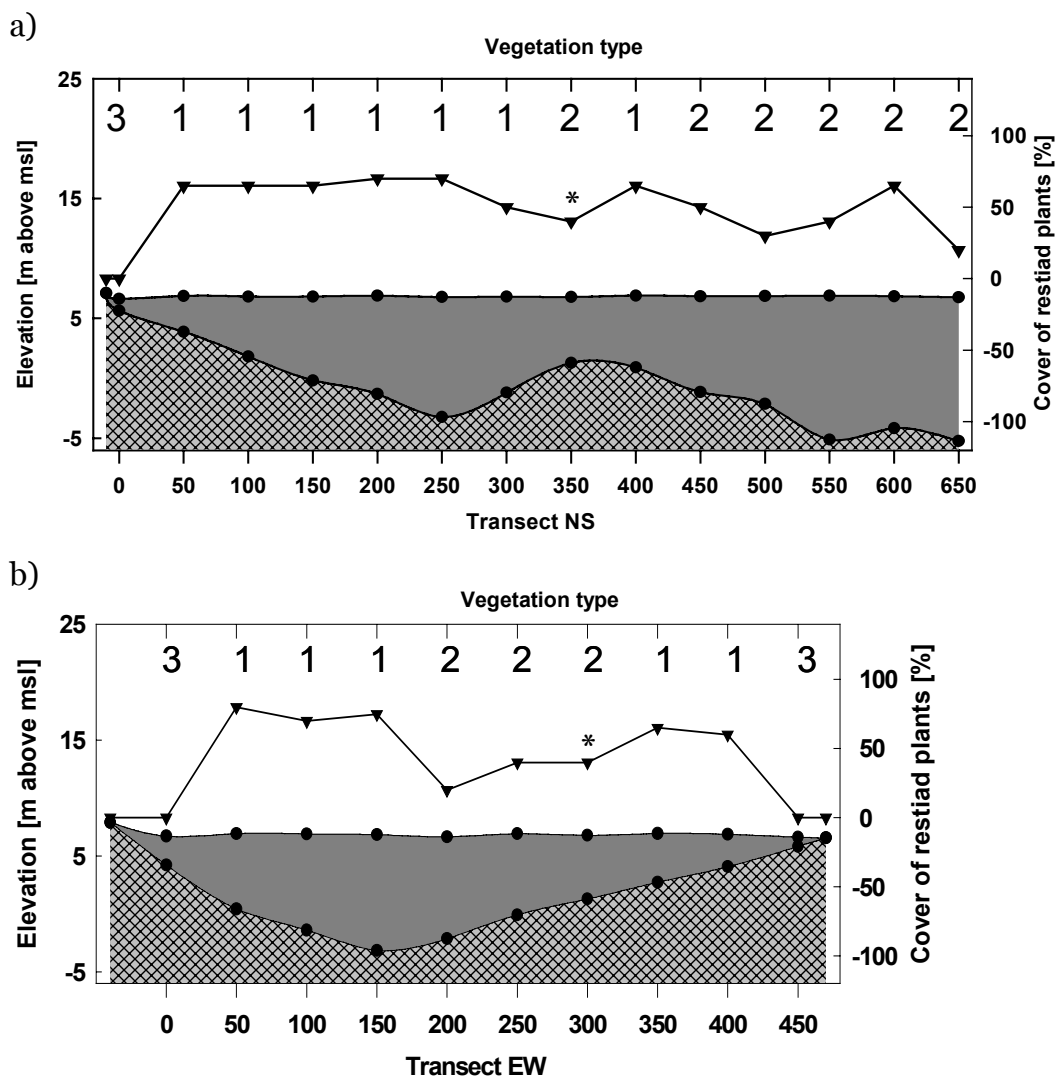 a)
Vegetation type
25
15
5
-5
Elevation [m above msl]
3 1 1 1 1 1 1 2 1 2 2 2 2 2
*
100
50
0
-50
-100
Cover of restiad plants [%]
0 50 100 150 200 250 300 350 400 450 500 550 600 650
Transect NS
b)
Vegetation type
25
15
5
-5
Elevation [m above msl]
3 1 1 1 2 2 2 1 1 3
*
100
50
0
-50
-100
Cover of restiad plants [%]
0 50 100 150 200 250 300 350 400 450
Transect EW